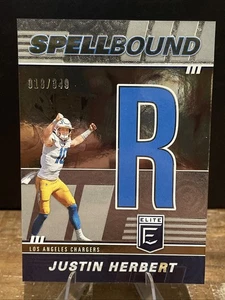 SPELLBOUND
R
ELITE
E
LOS ANGELES CHARGERS
JUSTIN HERBERT